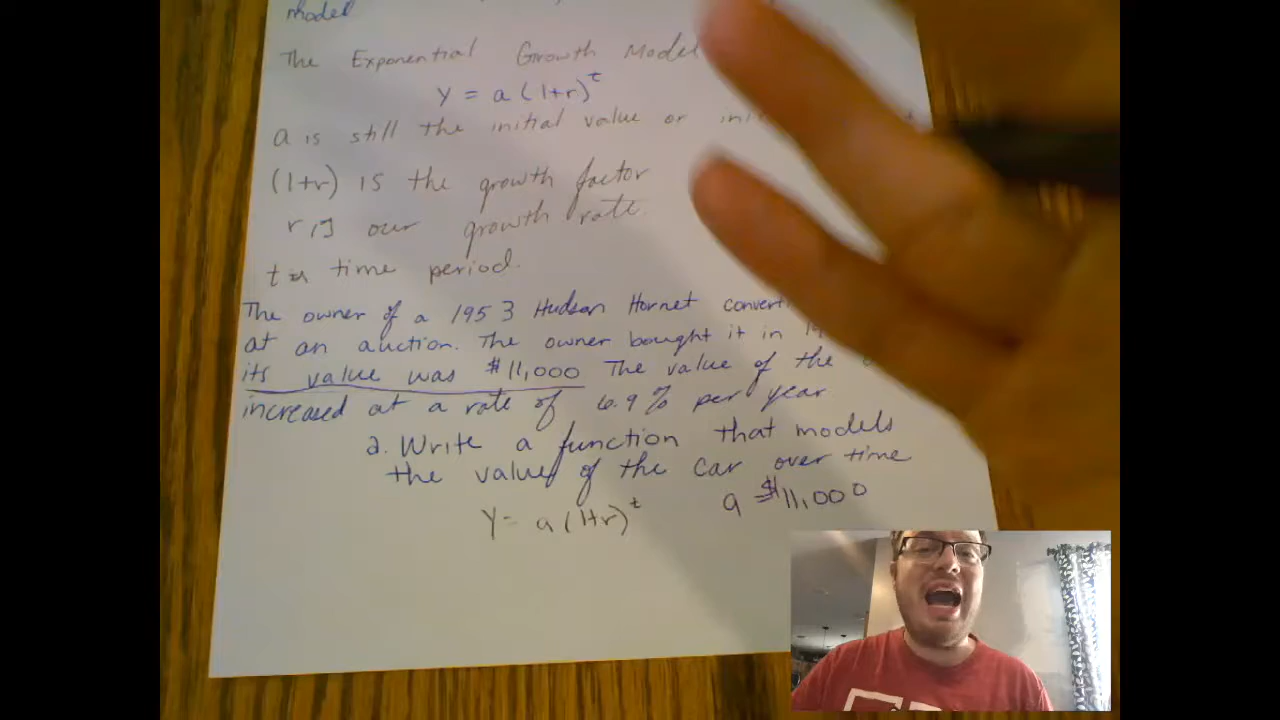 model
The Exponential Growth Model
y = a (1+r)^t
a is still the initial value or
(1+r) is the growth factor
r is our growth rate.
t is time period.
The owner of a 1953 Hudson Hornet
at an auction. The owner bought it in
its value was $11,000 The value of the
increased at a rate of 6.9% per year
a. Write a function that models
the value of the car over time
y = a (1+r)^t a = $11,000